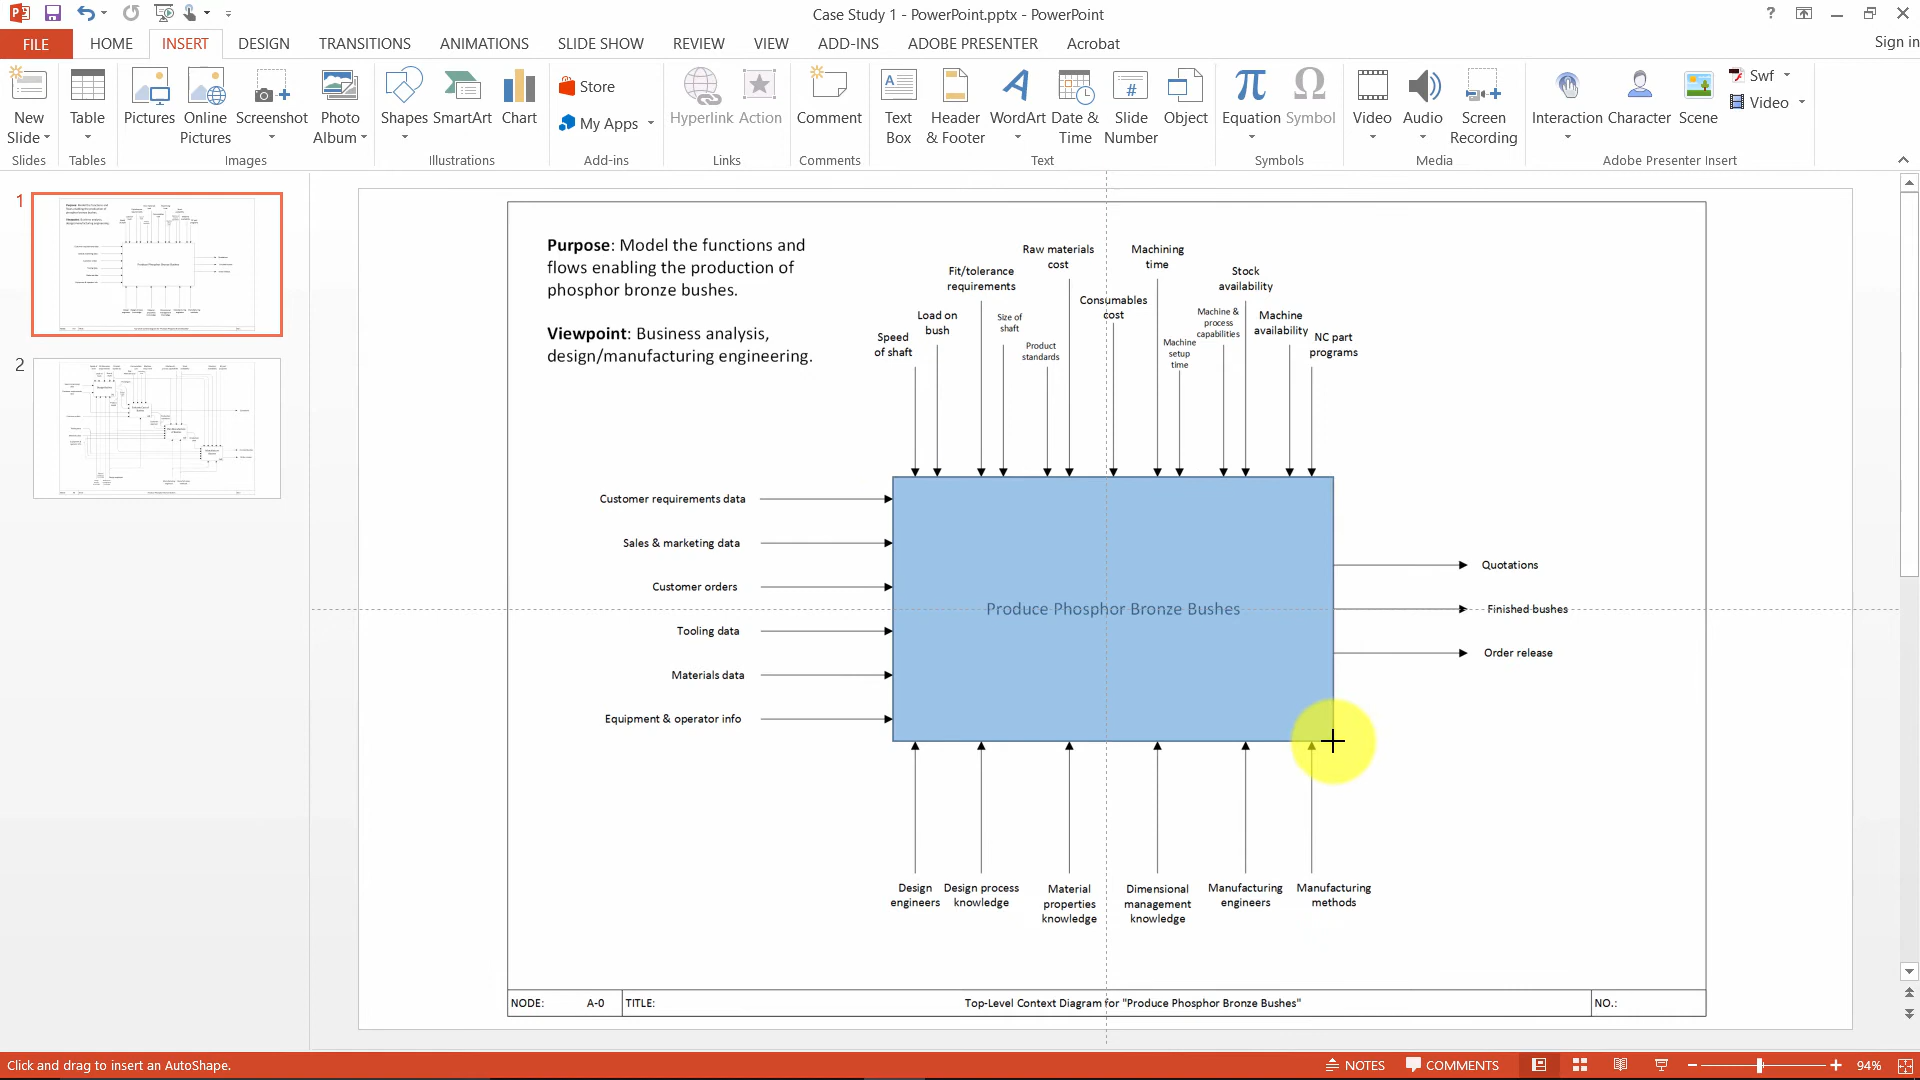 Case Study 1 - PowerPoint.pptx - PowerPoint
?
FILE HOME INSERT DESIGN TRANSITIONS ANIMATIONS SLIDE SHOW REVIEW VIEW ADD-INS ADOBE PRESENTER Acrobat Sign in
New Slide
Table
Pictures
Online Pictures
Screenshot
Photo Album
Shapes
SmartArt
Chart
Store
My Apps
Hyperlink
Action
Comment
Text Box
Header & Footer
WordArt
Date & Time
Slide Number
Object
Equation
Symbol
Video
Audio
Screen Recording
Interaction
Character
Scene
Swf
Video
Slides Tables Images Illustrations Add-ins Links Comments Text Symbols Media Adobe Presenter Insert
1
2
Purpose: Model the functions and
flows enabling the production of
phosphor bronze bushes.
Viewpoint: Business analysis,
design/manufacturing engineering.
Speed
of shaft
Load on
bush
Fit/tolerance
requirements
Size of
shaft
Product
standards
Raw materials
cost
Consumables
cost
Machining
time
Machine
setup
time
Machine &
process
capabilities
Stock
availability
Machine
availability
NC part
programs
Customer requirements data
Sales & marketing data
Customer orders
Tooling data
Materials data
Equipment & operator info
Produce Phosphor Bronze Bushes
Quotations
Finished bushes
Order release
Design
engineers
Design process
knowledge
Material
properties
knowledge
Dimensional
management
knowledge
Manufacturing
engineers
Manufacturing
methods
NODE: A-0 TITLE: Top-Level Context Diagram for "Produce Phosphor Bronze Bushes" NO.:
Click and drag to insert an AutoShape. NOTES COMMENTS 94%